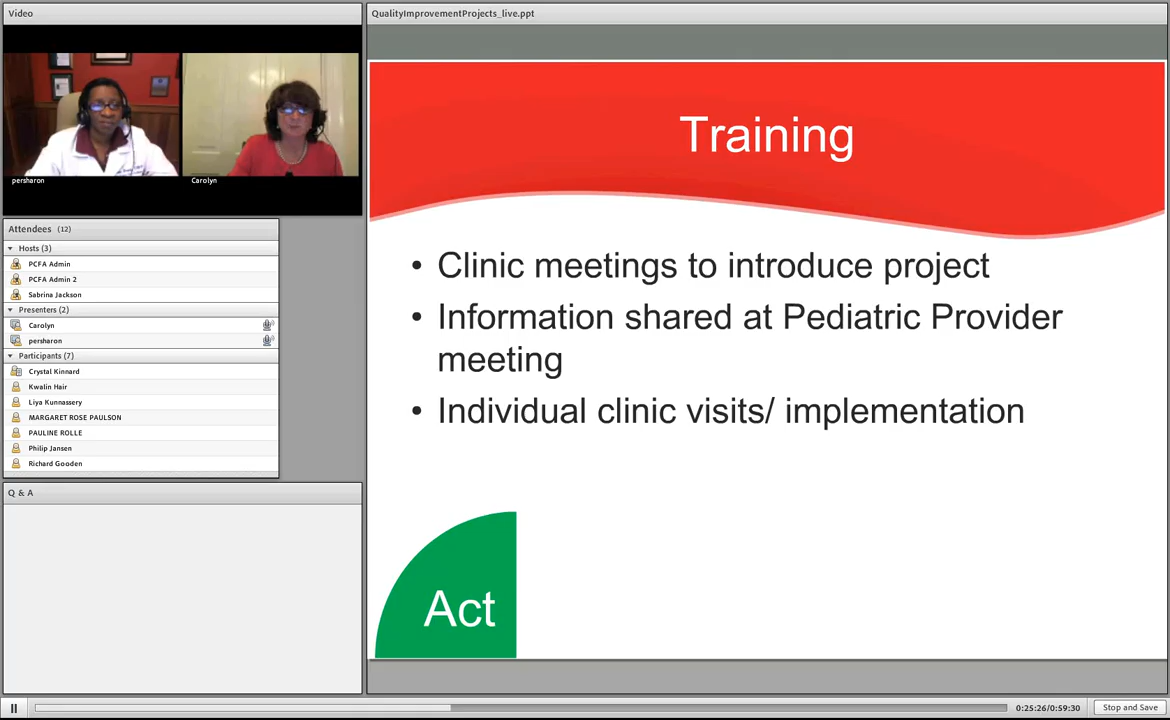 Video
persharon
Carolyn
Attendees (12)
Hosts (3)
PCFA Admin
PCFA Admin 2
Sabrina Jackson
Presenters (2)
Carolyn
persharon
Participants (7)
Crystal Kinnard
Kwalin Hair
Liya Kunnassery
MARGARET ROSE PAULSON
PAULINE ROLLE
Philip Jansen
Richard Gooden
Q & A
QualityImprovementProjects_live.ppt
Training
• Clinic meetings to introduce project
• Information shared at Pediatric Provider
meeting
• Individual clinic visits/ implementation
Act
0:25:26/0:59:30
Stop and Save